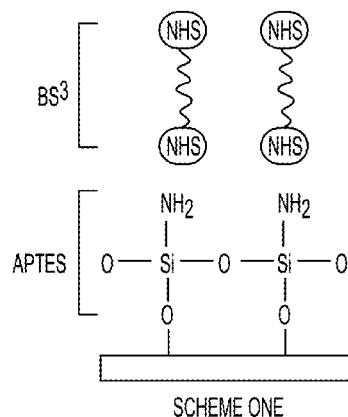 NHS NHS
BS³
NHS NHS
NH₂ NH₂
APTES O Si O Si O
O O
SCHEME ONE